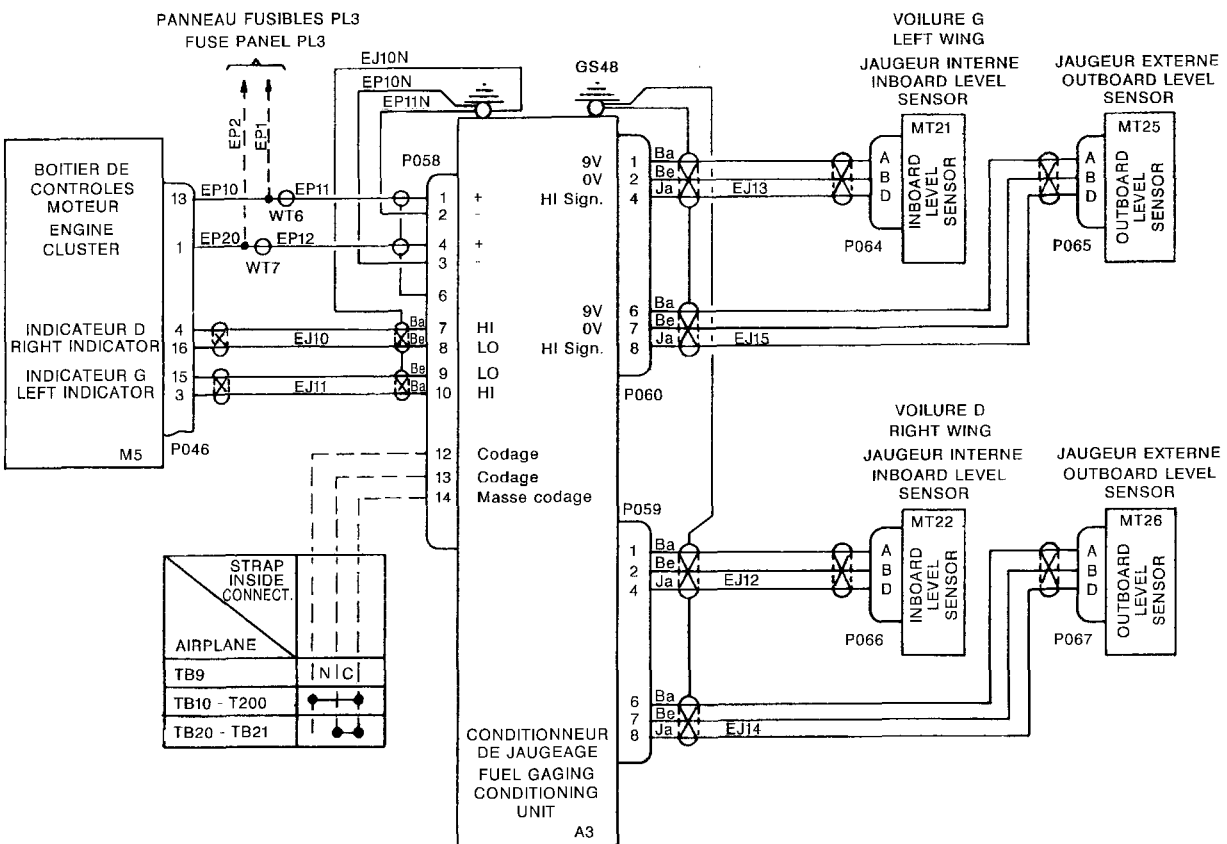 PANNEAU FUSIBLES PL3
FUSE PANEL PL3
EJ10N
EP10N
EP11N
GS48
VOILURE G
LEFT WING
JAUGEUR INTERNE
INBOARD LEVEL
SENSOR
JAUGEUR EXTERNE
OUTBOARD LEVEL
SENSOR
EP2
EP1
BOITIER DE
CONTROLES
MOTEUR
ENGINE
CLUSTER
13
EP10
EP11
WT6
1
EP20
EP12
WT7
INDICATEUR D
RIGHT INDICATOR
4
16
EJ10
INDICATEUR G
LEFT INDICATOR
15
3
EJ11
M5
P046
P058
1 +
2 -
4 +
3 -
6
Ba 7 HI
Be 8 LO
Be 9 LO
Ba 10 HI
12 Codage
13 Codage
14 Masse codage
9V 1 Ba
0V 2 Be
HI Sign. 4 Ja
EJ13
9V 6 Ba
0V 7 Be
HI Sign. 8 Ja
EJ15
P060
A
B
D
P064
MT21
INBOARD
LEVEL
SENSOR
A
B
D
P065
MT25
OUTBOARD
LEVEL
SENSOR
VOILURE D
RIGHT WING
JAUGEUR INTERNE
INBOARD LEVEL
SENSOR
JAUGEUR EXTERNE
OUTBOARD LEVEL
SENSOR
P059
1 Ba
2 Be
4 Ja
EJ12
6 Ba
7 Be
8 Ja
EJ14
A
B
D
P066
MT22
INBOARD
LEVEL
SENSOR
A
B
D
P067
MT26
OUTBOARD
LEVEL
SENSOR
STRAP
INSIDE
CONNECT.
AIRPLANE
TB9 N C
TB10 - T200
TB20 - TB21
CONDITIONNEUR
DE JAUGEAGE
FUEL GAGING
CONDITIONING
UNIT
A3